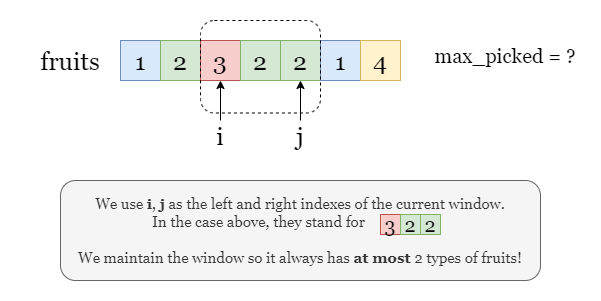 fruits 1 2 3 2 2 1 4 max_picked = ?
i j
We use i, j as the left and right indexes of the current window.
In the case above, they stand for 3 2 2
We maintain the window so it always has at most 2 types of fruits!